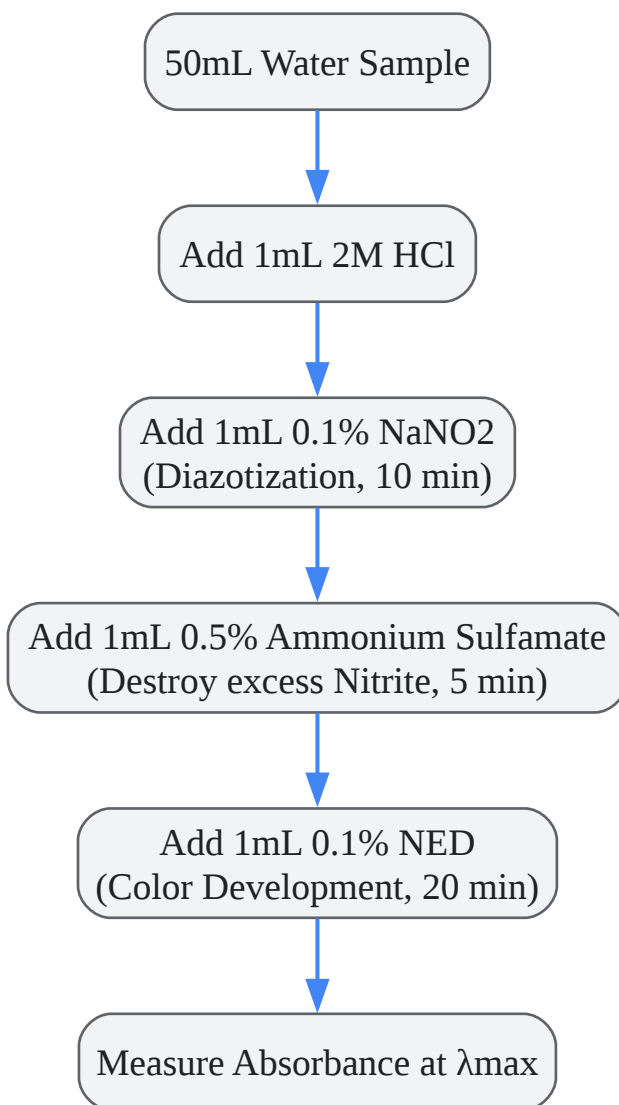 50mL Water Sample
Add 1mL 2M HCl
Add 1mL 0.1% NaNO2
(Diazotization, 10 min)
Add 1mL 0.5% Ammonium Sulfamate
(Destroy excess Nitrite, 5 min)
Add 1mL 0.1% NED
(Color Development, 20 min)
Measure Absorbance at λmax